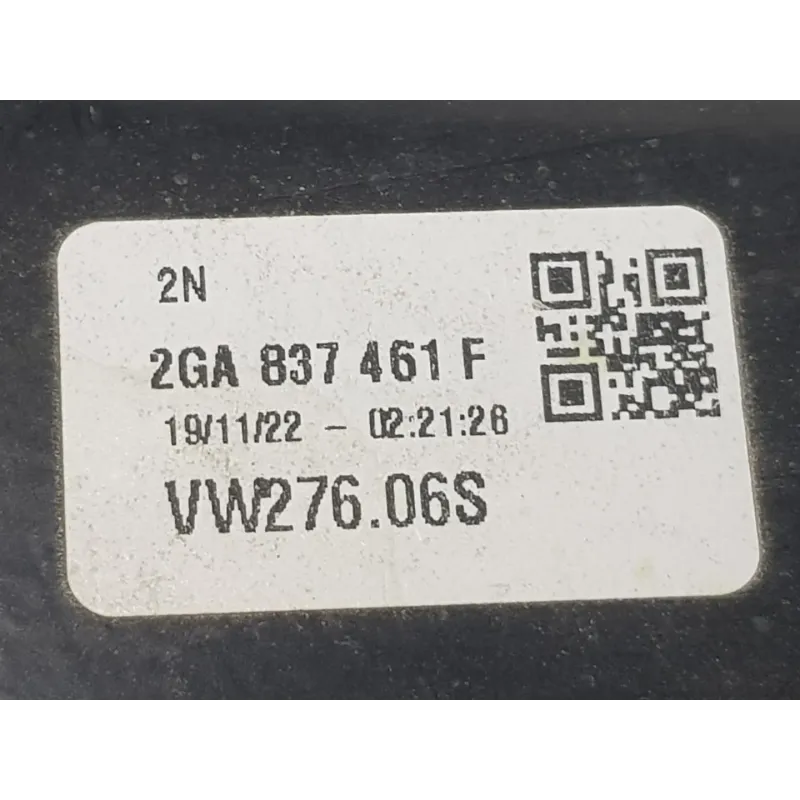 2N
2GA 837 461 F
19/11/22 - 02:21:26
VW276.06S